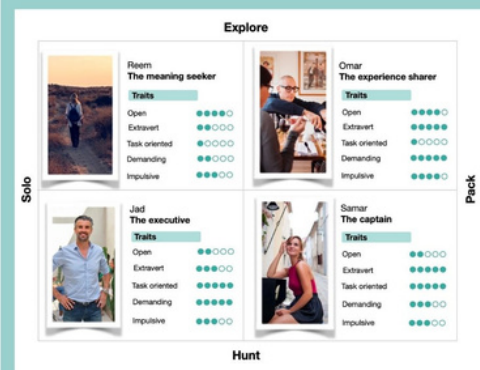 Explore
Solo
Reem
The meaning seeker
Traits
Open
Extravert
Task oriented
Demanding
Impulsive
Omar
The experience sharer
Traits
Open
Extravert
Task oriented
Demanding
Impulsive
Pack
Jad
The executive
Traits
Open
Extravert
Task oriented
Demanding
Impulsive
Samar
The captain
Traits
Open
Extravert
Task oriented
Demanding
Impulsive
Hunt